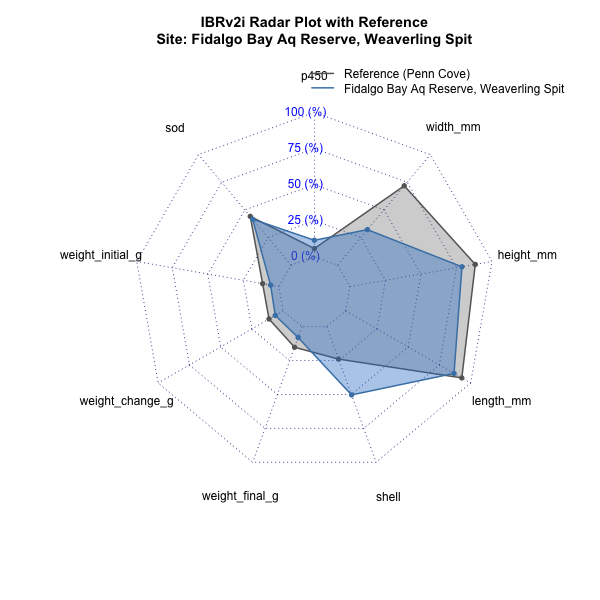 IBRv2i Radar Plot with Reference
Site: Fidalgo Bay Aq Reserve, Weaverling Spit
p450
Reference (Penn Cove)
Fidalgo Bay Aq Reserve, Weaverling Spit
100 (%)
sod
width_mm
75 (%)
50 (%)
25 (%)
weight_initial_g
0 (%)
height_mm
weight_change_g
length_mm
weight_final_g
shell